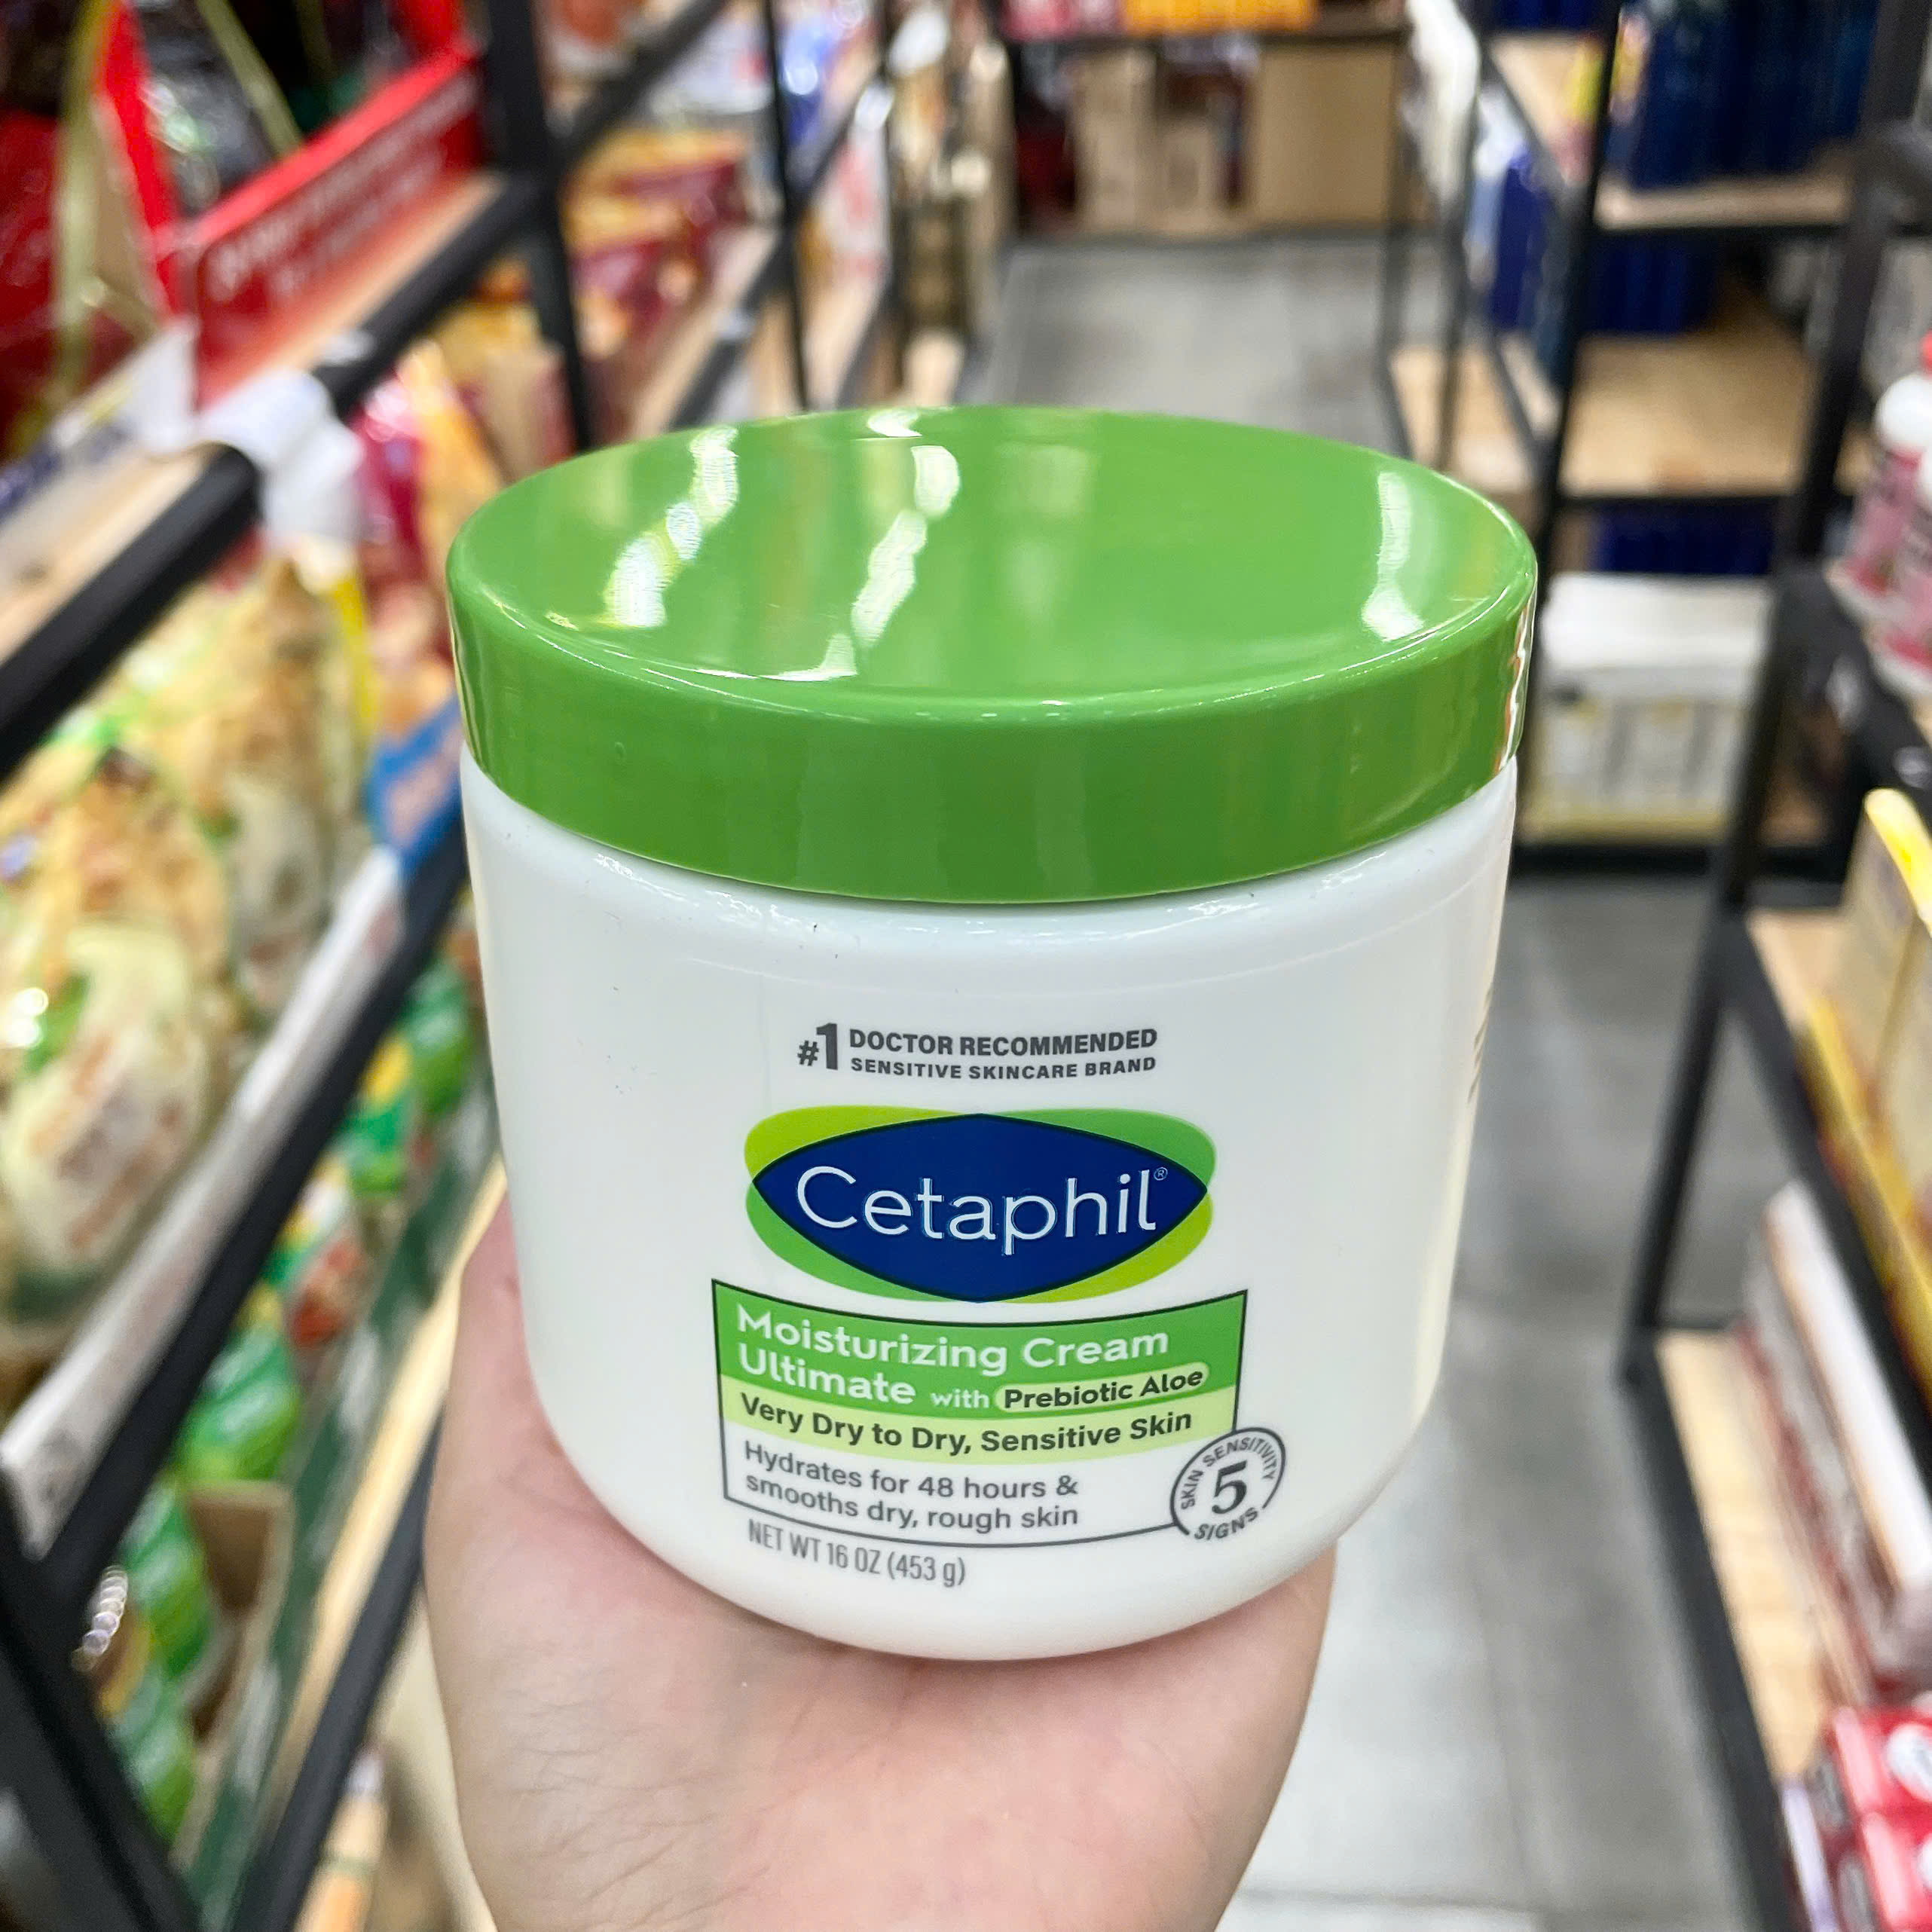 #1 DOCTOR RECOMMENDED
SENSITIVE SKINCARE BRAND
Cetaphil®
Moisturizing Cream
Ultimate with Prebiotic Aloe
Very Dry to Dry, Sensitive Skin
Hydrates for 48 hours &
smooths dry, rough skin
SKIN SENSITIVITY
5
SIGNS
NET WT 16 OZ (453 g)